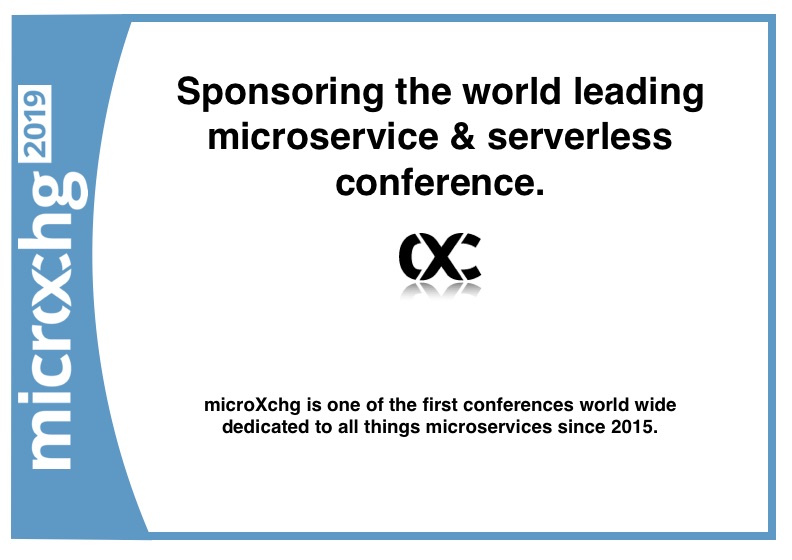 microxchg 2019
Sponsoring the world leading
microservice & serverless
conference.
microXchg is one of the first conferences world wide
dedicated to all things microservices since 2015.